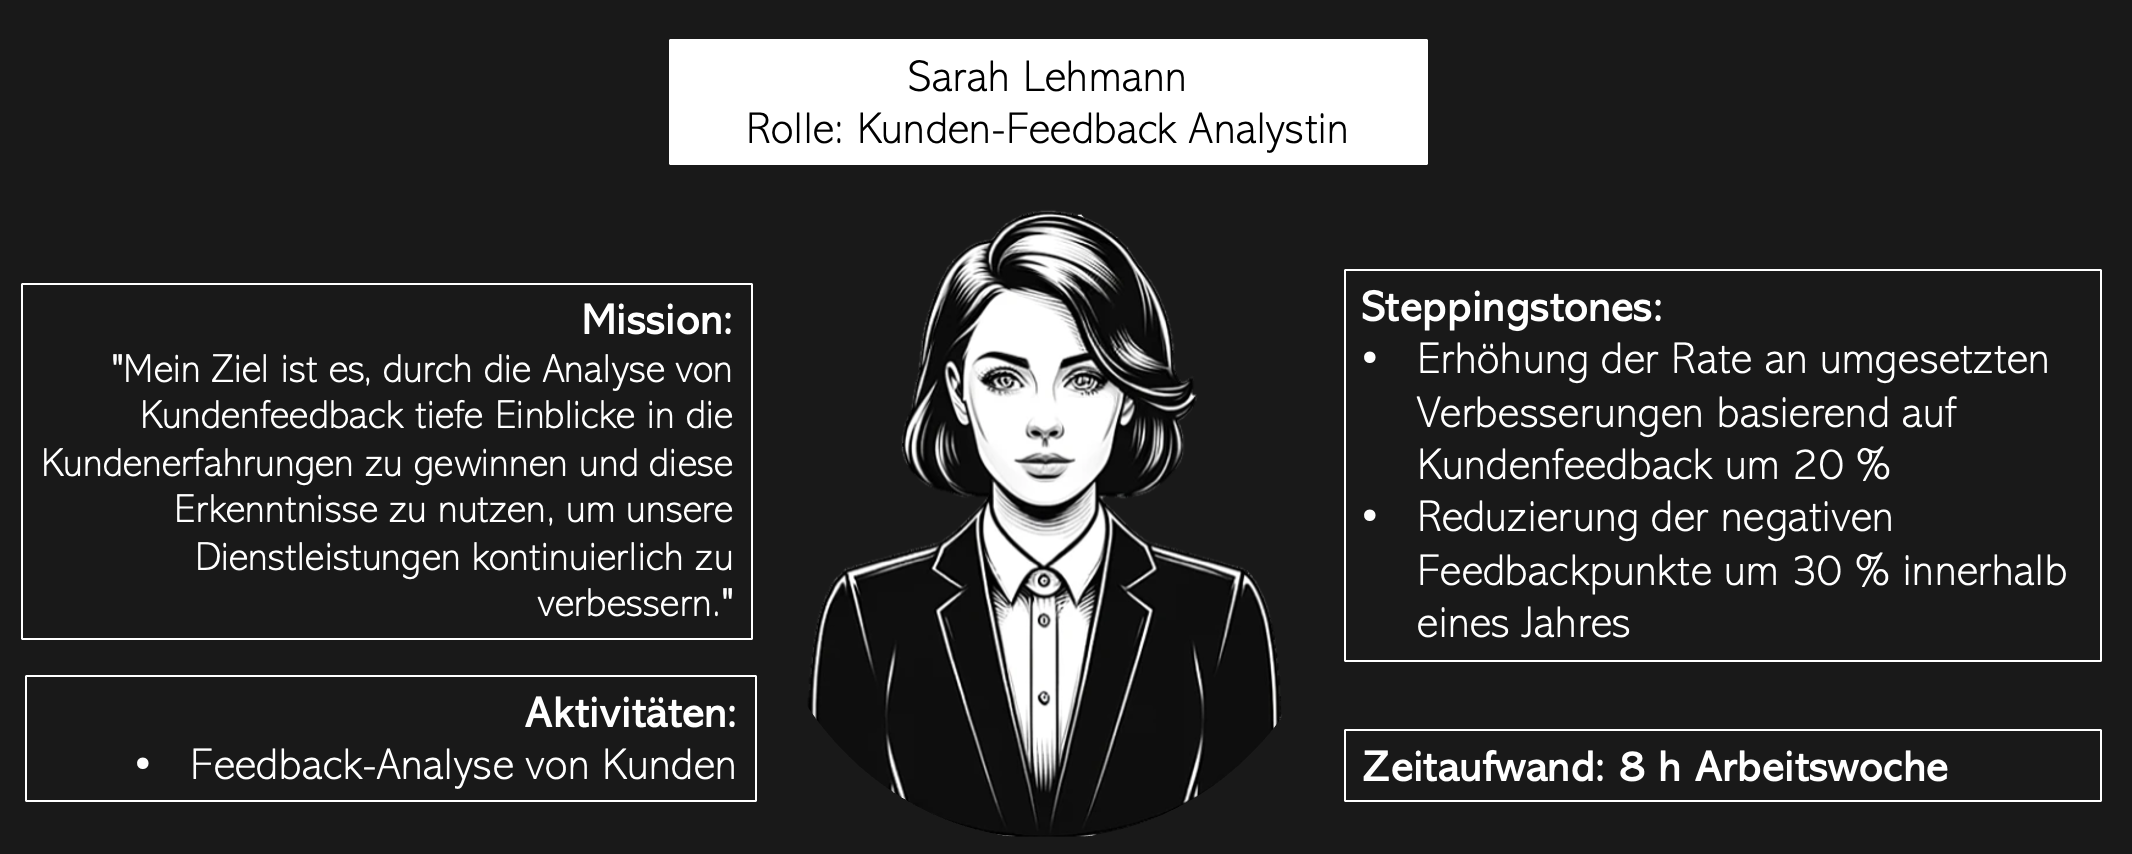 Sarah Lehmann
Rolle: Kunden-Feedback Analystin
Mission:
"Mein Ziel ist es, durch die Analyse von
Kundenfeedback tiefe Einblicke in die
Kundenerfahrungen zu gewinnen und diese
Erkenntnisse zu nutzen, um unsere
Dienstleistungen kontinuierlich zu
verbessern."
Aktivitäten:
• Feedback-Analyse von Kunden
Steppingstones:
• Erhöhung der Rate an umgesetzten
Verbesserungen basierend auf
Kundenfeedback um 20 %
• Reduzierung der negativen
Feedbackpunkte um 30 % innerhalb
eines Jahres
Zeitaufwand: 8 h Arbeitswoche